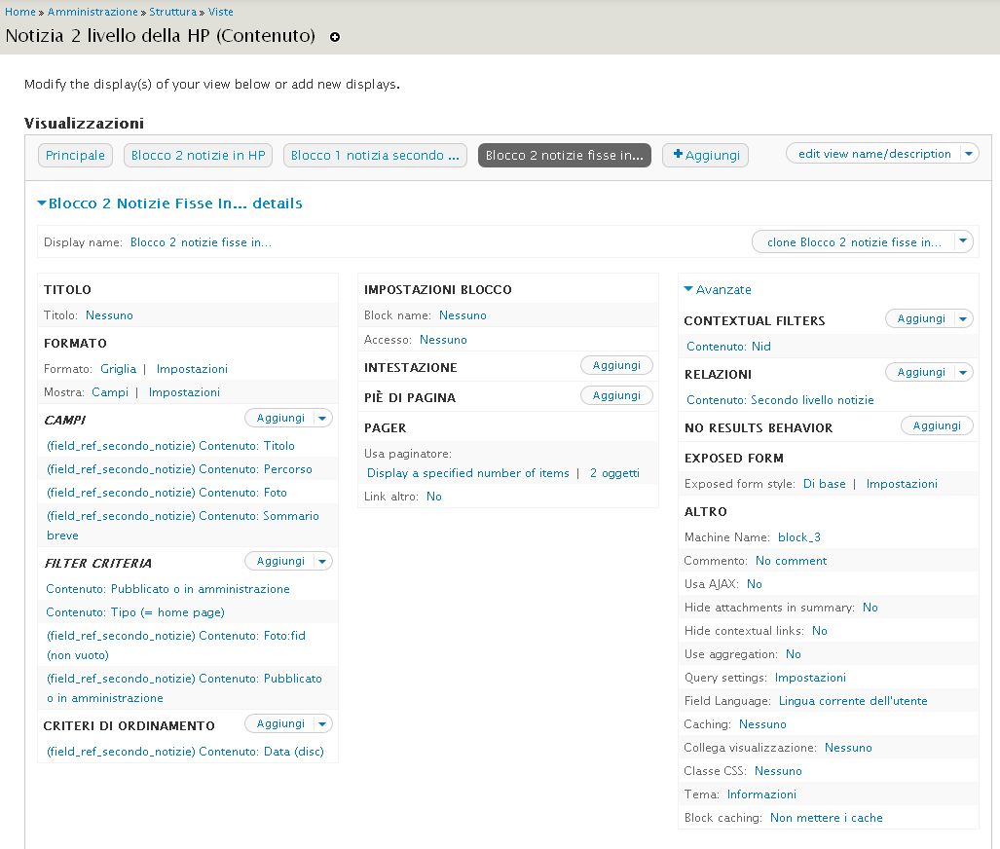 Home » Amministrazione » Struttura » Viste
Notizia 2 livello della HP (Contenuto)
Modify the display(s) of your view below or add new displays.
Visualizzazioni
Principale
Blocco 2 notizie in HP
Blocco 1 notizia secondo ...
Blocco 2 notizie fisse in...
Aggiungi
edit view name/description
Blocco 2 Notizie Fisse In... details
Display name: Blocco 2 notizie fisse in...
clone Blocco 2 notizie fisse in...
TITOLO
Titolo: Nessuno
FORMATO
Formato: Griglia | Impostazioni
Mostra: Campi | Impostazioni
CAMPI
Aggiungi
(field_ref_secondo_notizie) Contenuto: Titolo
(field_ref_secondo_notizie) Contenuto: Percorso
(field_ref_secondo_notizie) Contenuto: Foto
(field_ref_secondo_notizie) Contenuto: Sommario
breve
FILTER CRITERIA
Aggiungi
Contenuto: Pubblicato o in amministrazione
Contenuto: Tipo (= home page)
(field_ref_secondo_notizie) Contenuto: Foto:fid
(non vuoto)
(field_ref_secondo_notizie) Contenuto: Pubblicato
o in amministrazione
CRITERI DI ORDINAMENTO
Aggiungi
(field_ref_secondo_notizie) Contenuto: Data (disc)
IMPOSTAZIONI BLOCCO
Block name: Nessuno
Accesso: Nessuno
INTESTAZIONE
Aggiungi
PIÈ DI PAGINA
Aggiungi
PAGER
Usa paginatore:
Display a specified number of items | 2 oggetti
Link altro: No
Avanzate
CONTEXTUAL FILTERS
Aggiungi
Contenuto: Nid
RELAZIONI
Aggiungi
Contenuto: Secondo livello notizie
NO RESULTS BEHAVIOR
Aggiungi
EXPOSED FORM
Exposed form style: Di base | Impostazioni
ALTRO
Machine Name: block_3
Commento: No comment
Usa AJAX: No
Hide attachments in summary: No
Hide contextual links: No
Use aggregation: No
Query settings: Impostazioni
Field Language: Lingua corrente dell'utente
Caching: Nessuno
Collega visualizzazione: Nessuno
Classe CSS: Nessuno
Tema: Informazioni
Block caching: Non mettere i cache